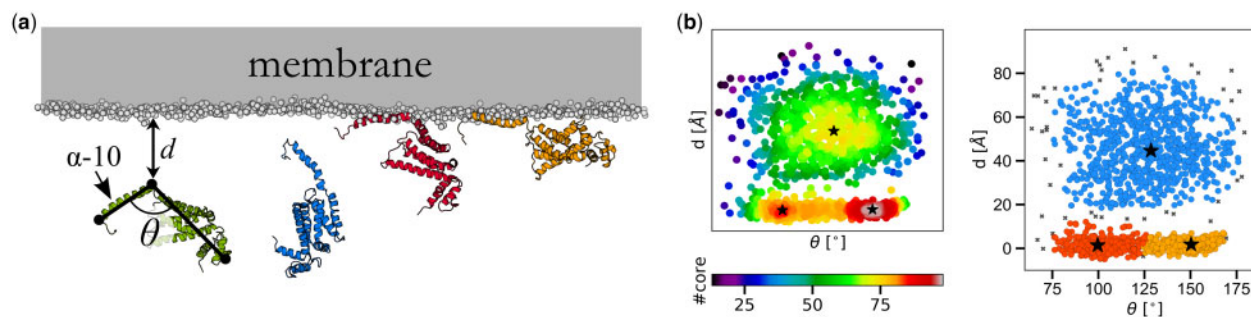 (a)
membrane
α-10
d
θ
(b)
d [Å]
θ [°]
#core
25 50 75
d [Å]
80
60
40
20
0
75 100 125 150 175
θ [°]